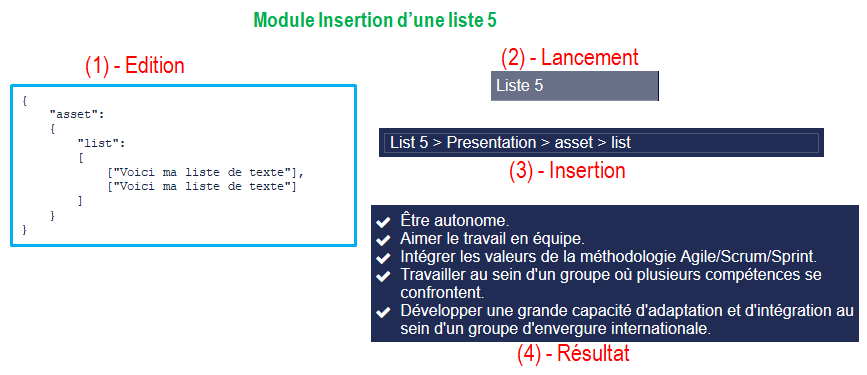 Module Insertion d'une liste 5
(1) - Edition
{
"asset":
{
"list":
[
["Voici ma liste de texte"],
["Voici ma liste de texte"]
]
}
}
(2) - Lancement
Liste 5
List 5 > Presentation > asset > list
(3) - Insertion
Être autonome.
Aimer le travail en équipe.
Intégrer les valeurs de la méthodologie Agile/Scrum/Sprint.
Travailler au sein d'un groupe où plusieurs compétences se
confrontent.
Développer une grande capacité d'adaptation et d'intégration au
sein d'un groupe d'envergure internationale.
(4) - Résultat